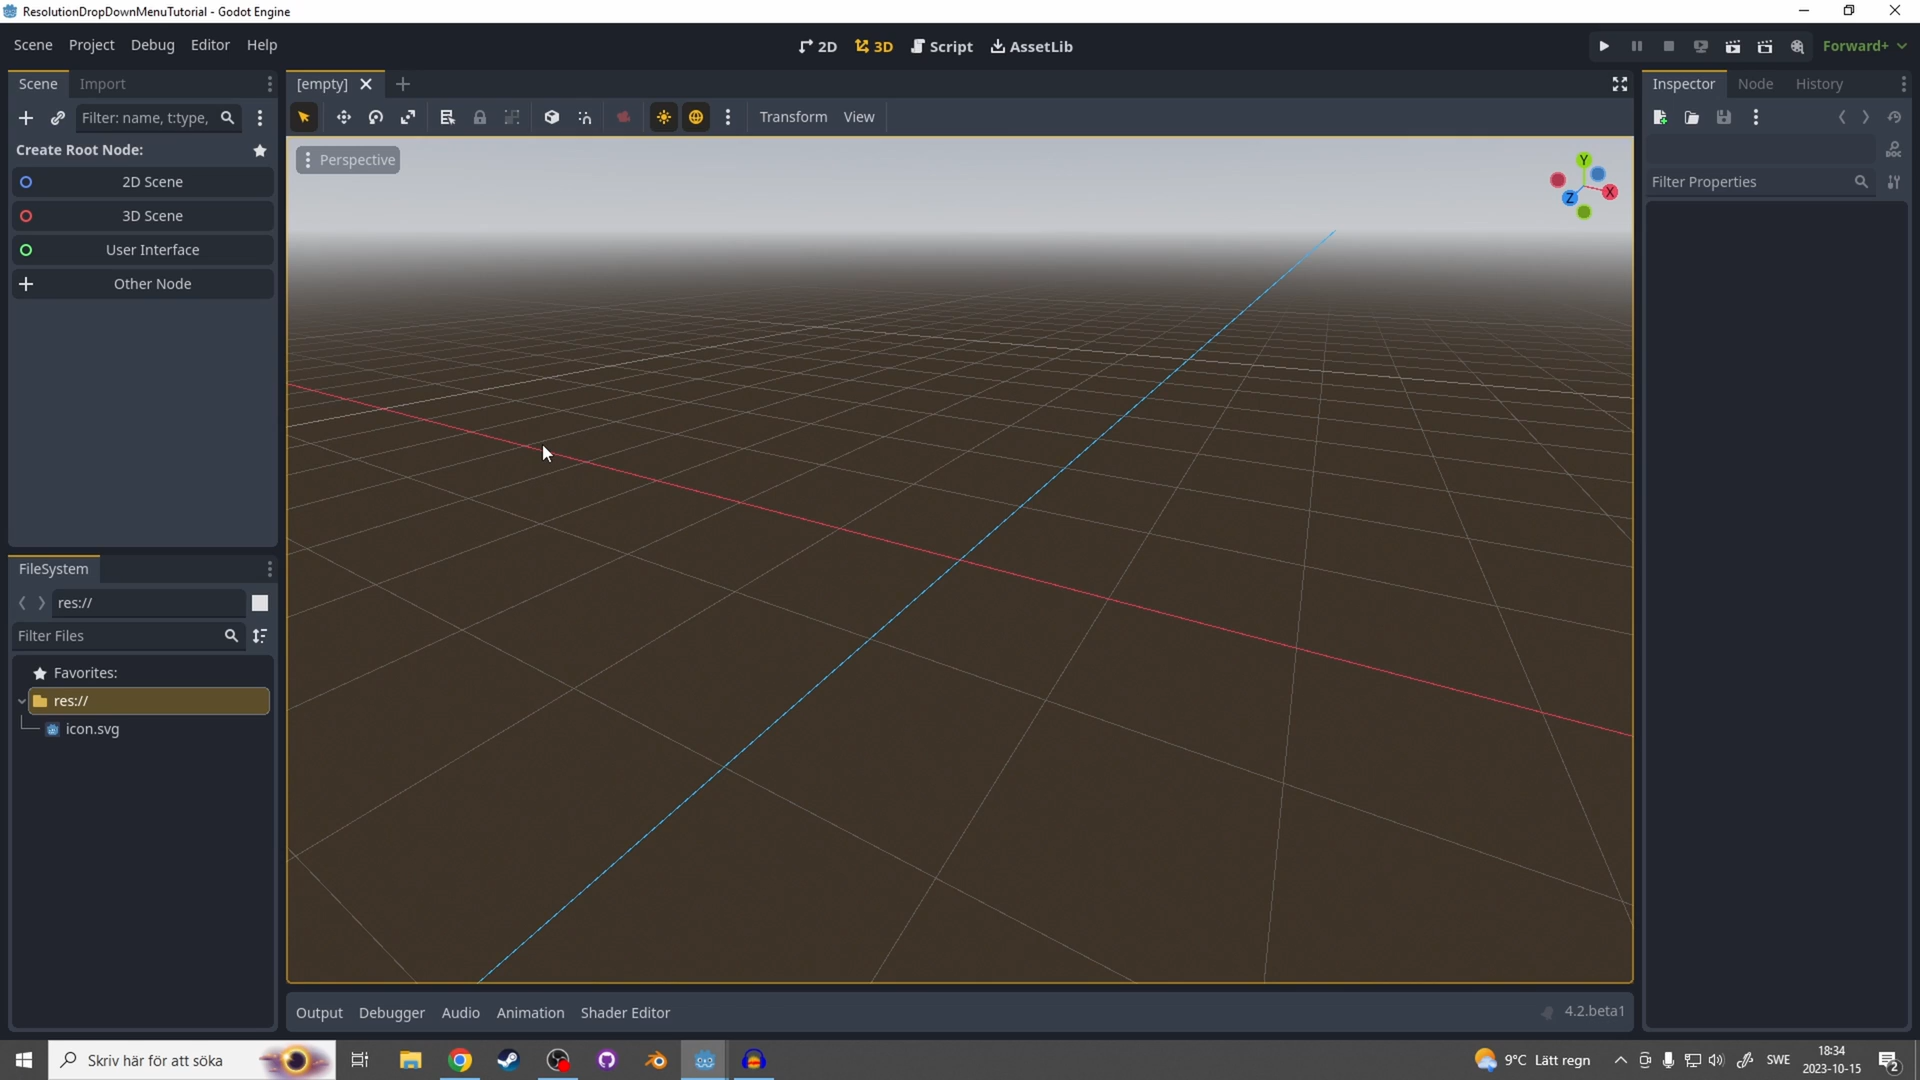 ResolutionDropDownMenuTutorial - Godot Engine
Scene Project Debug Editor Help
2D 3D Script AssetLib
Forward+
Scene Import
[empty]
Inspector Node History
Filter: name, t:type,
Transform View
Create Root Node:
2D Scene
3D Scene
User Interface
Other Node
Perspective
Y
X
Z
DOC
Filter Properties
FileSystem
res://
Filter Files
Favorites:
res://
icon.svg
Output Debugger Audio Animation Shader Editor
4.2.beta1
Skriv här för att söka
9°C Lätt regn
SWE
18:34
2023-10-15
2